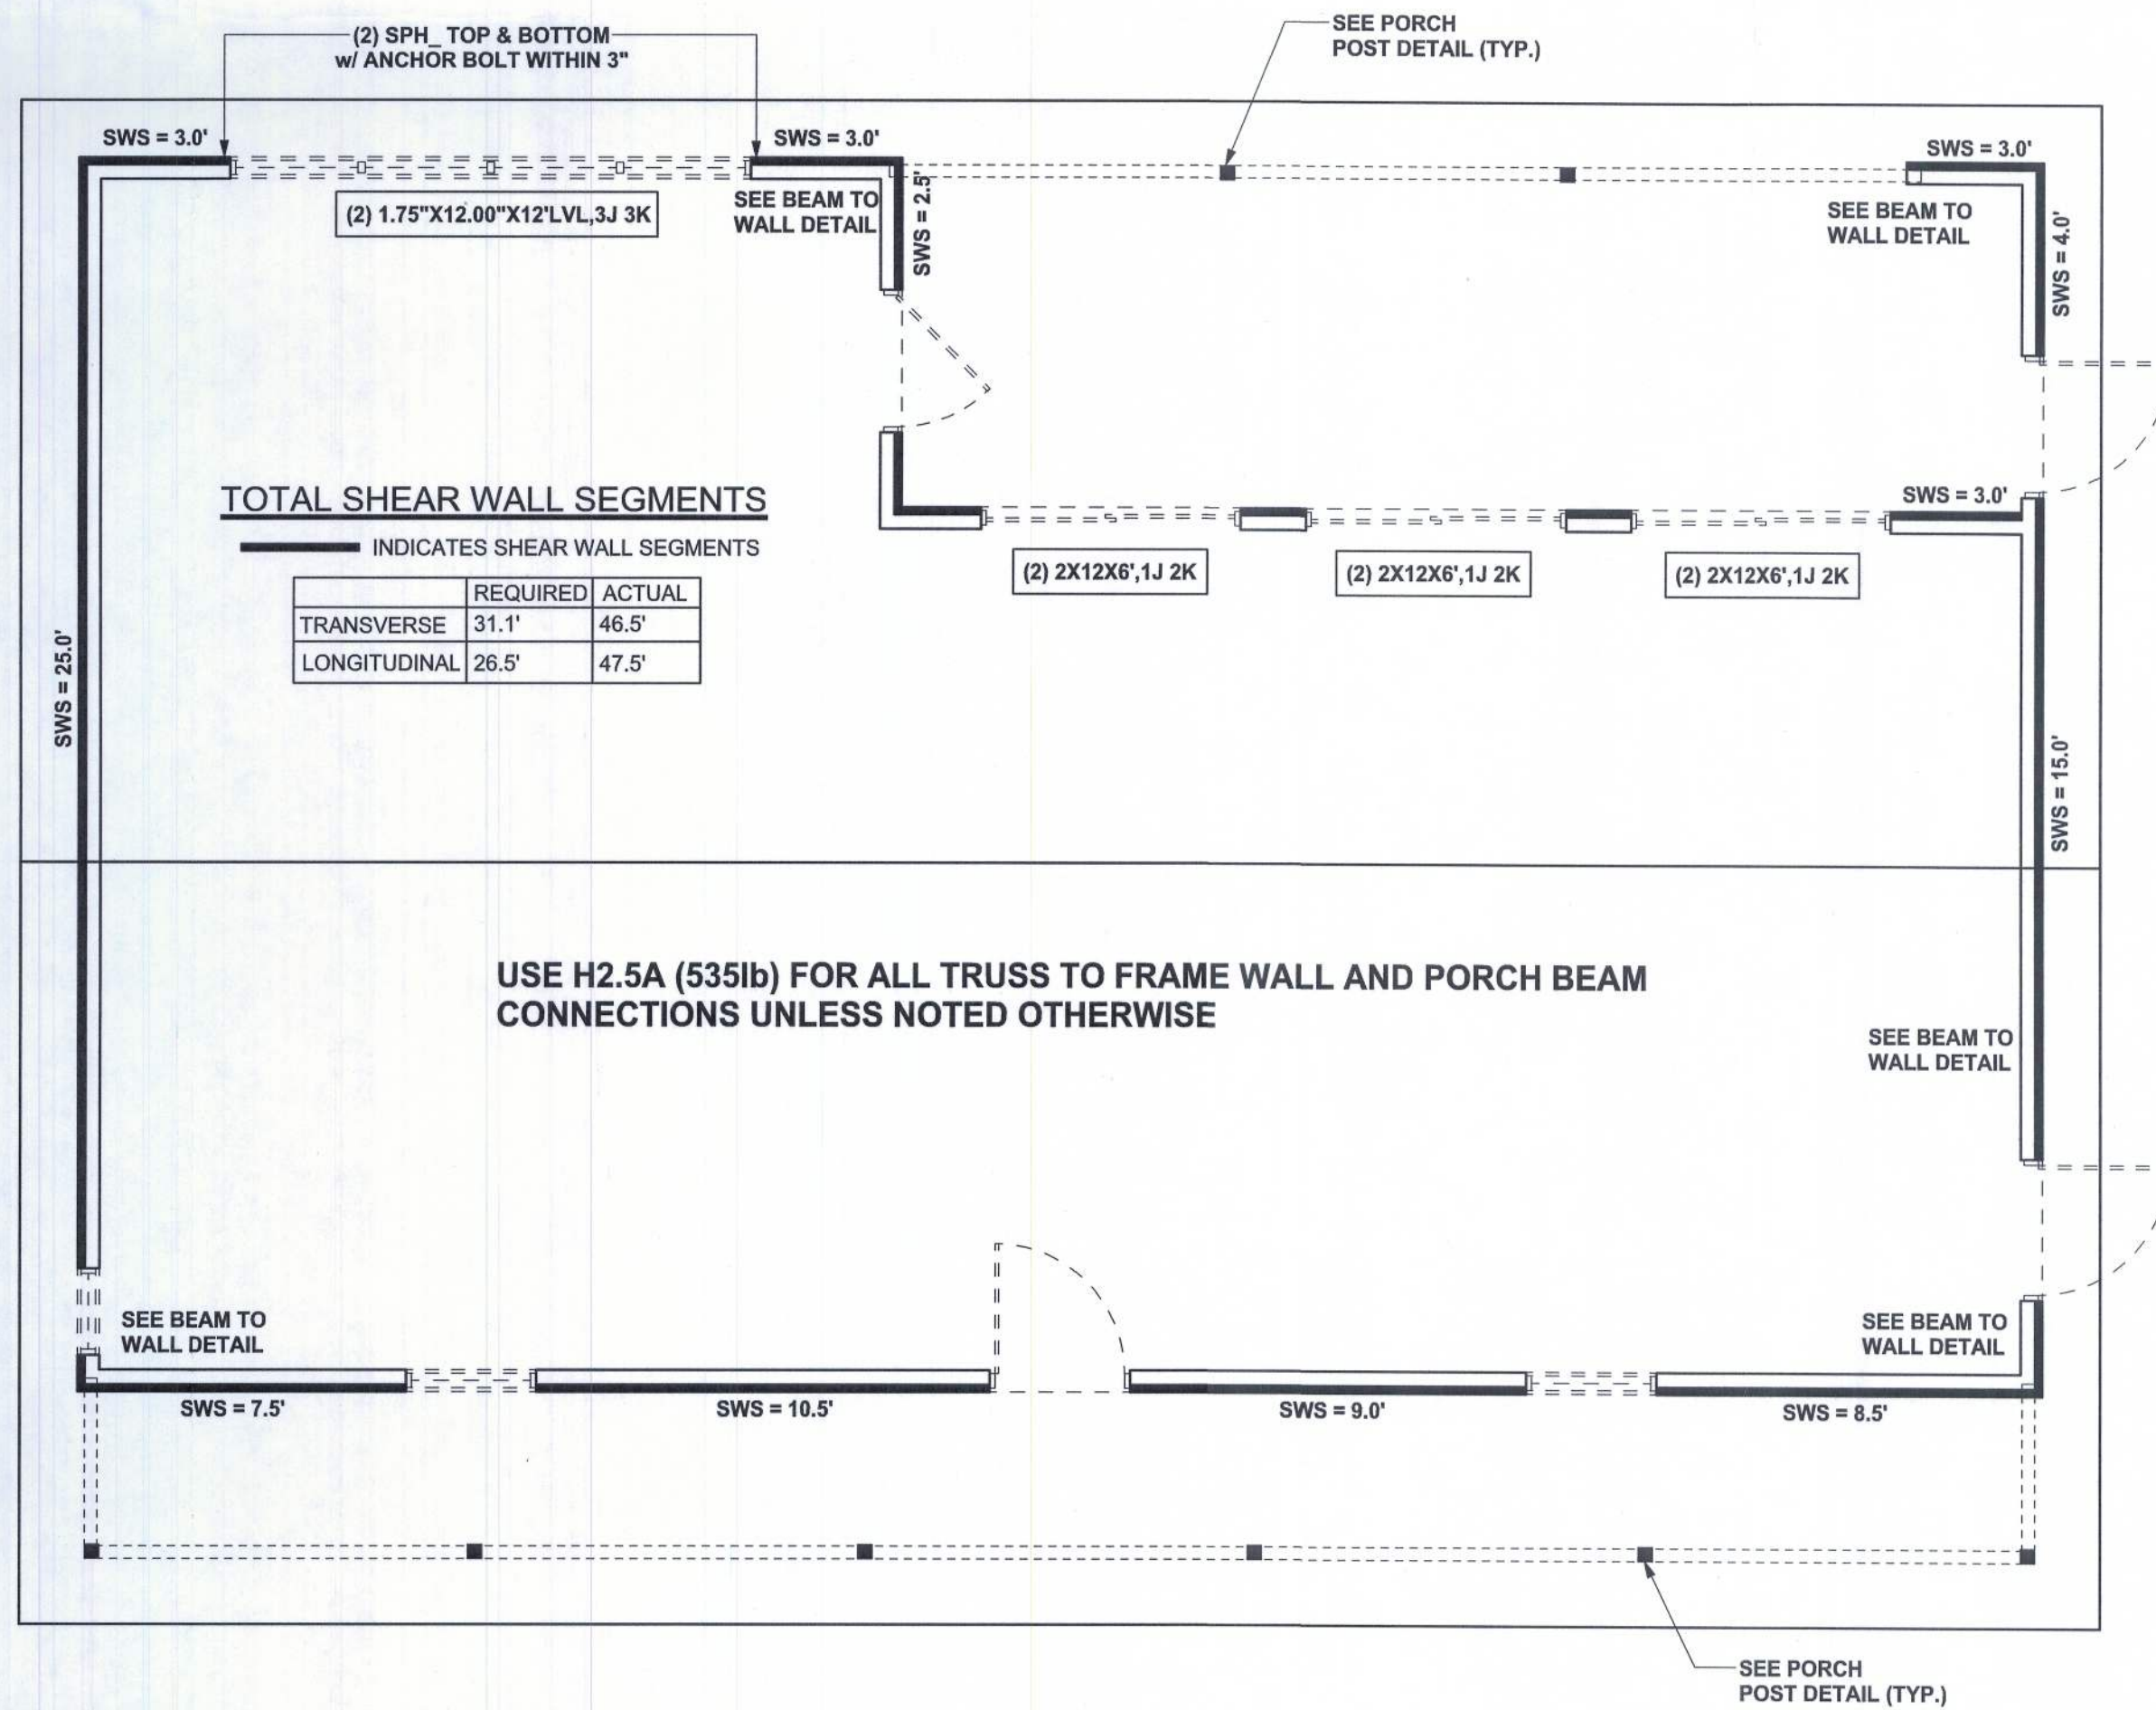 (2) SPH_ TOP & BOTTOM
w/ ANCHOR BOLT WITHIN 3"
SEE PORCH
POST DETAIL (TYP.)
SWS = 3.0'
SWS = 3.0'
SWS = 3.0'
(2) 1.75"X12.00"X12'LVL,3J 3K
SEE BEAM TO
WALL DETAIL
SWS = 2.5'
SEE BEAM TO
WALL DETAIL
SWS = 4.0'
TOTAL SHEAR WALL SEGMENTS
INDICATES SHEAR WALL SEGMENTS
REQUIRED ACTUAL
TRANSVERSE 31.1' 46.5'
LONGITUDINAL 26.5' 47.5'
SWS = 3.0'
(2) 2X12X6',1J 2K
(2) 2X12X6',1J 2K
(2) 2X12X6',1J 2K
SWS = 25.0'
SWS = 15.0'
USE H2.5A (535lb) FOR ALL TRUSS TO FRAME WALL AND PORCH BEAM
CONNECTIONS UNLESS NOTED OTHERWISE
SEE BEAM TO
WALL DETAIL
SEE BEAM TO
WALL DETAIL
SEE BEAM TO
WALL DETAIL
SWS = 7.5'
SWS = 10.5'
SWS = 9.0'
SWS = 8.5'
SEE PORCH
POST DETAIL (TYP.)